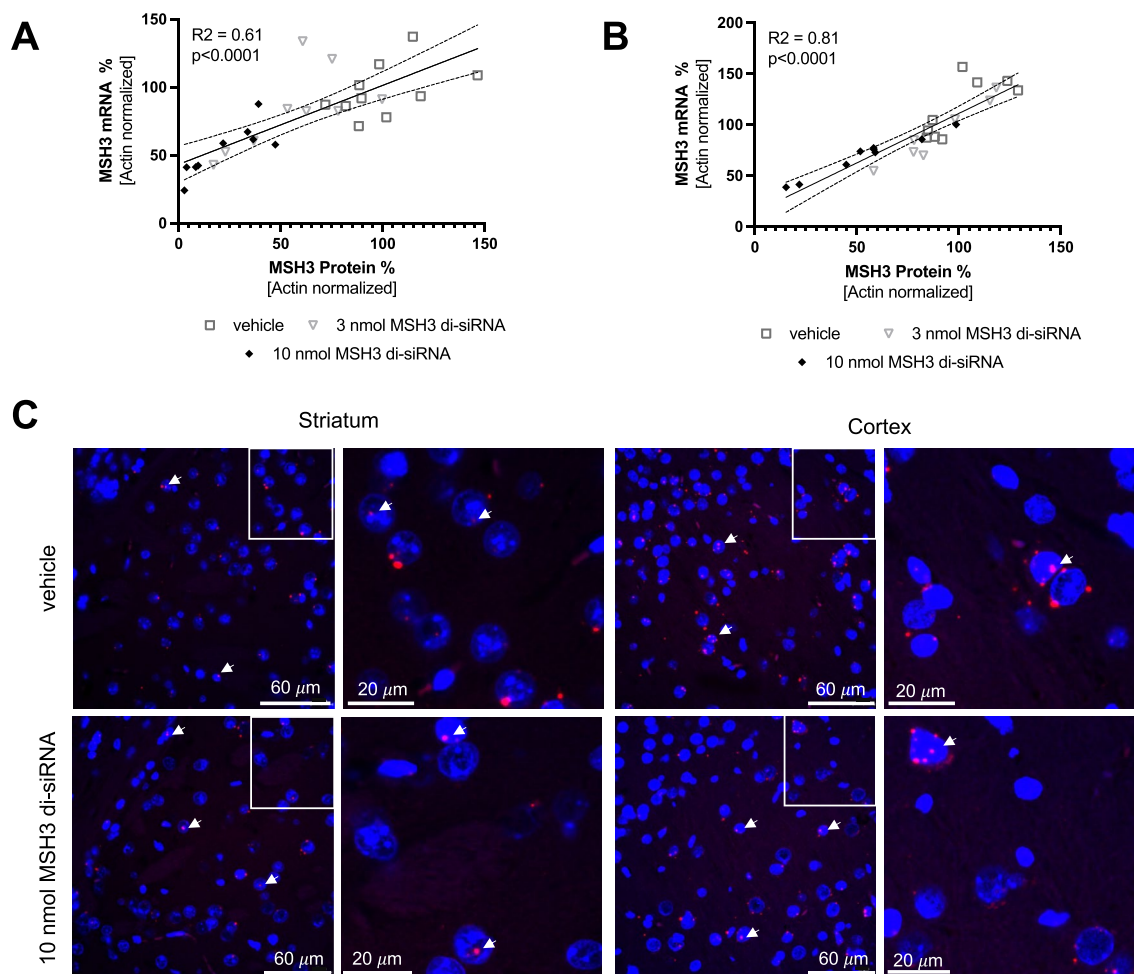 A
R2 = 0.61
p<0.0001
MSH3 mRNA %
[Actin normalized]
150
100
50
0
0 50 100 150
MSH3 Protein %
[Actin normalized]
vehicle 3 nmol MSH3 di-siRNA
10 nmol MSH3 di-siRNA
B
R2 = 0.81
p<0.0001
MSH3 mRNA %
[Actin normalized]
200
150
100
50
0
0 50 100 150
MSH3 Protein %
[Actin normalized]
vehicle 3 nmol MSH3 di-siRNA
10 nmol MSH3 di-siRNA
C
Striatum Cortex
vehicle
60 μm 20 μm 60 μm 20 μm
10 nmol MSH3 di-siRNA
60 μm 20 μm 60 μm 20 μm